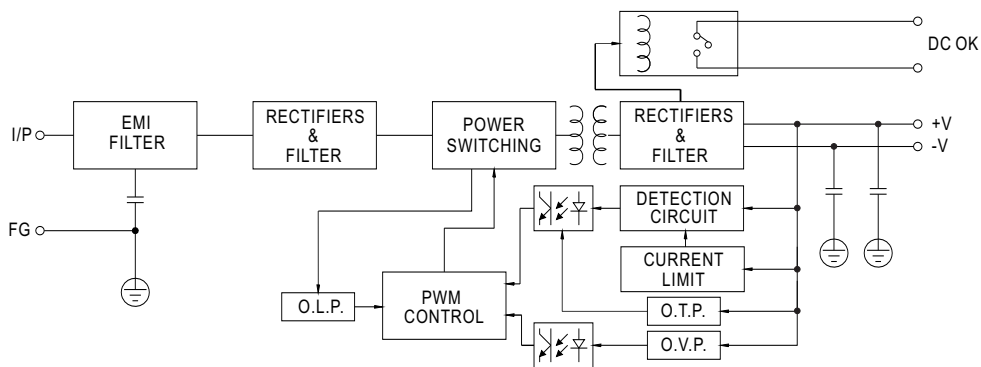 DC OK
I/P
EMI
FILTER
RECTIFIERS
&
FILTER
POWER
SWITCHING
RECTIFIERS
&
FILTER
+V
-V
FG
DETECTION
CIRCUIT
CURRENT
LIMIT
O.L.P.
PWM
CONTROL
O.T.P.
O.V.P.